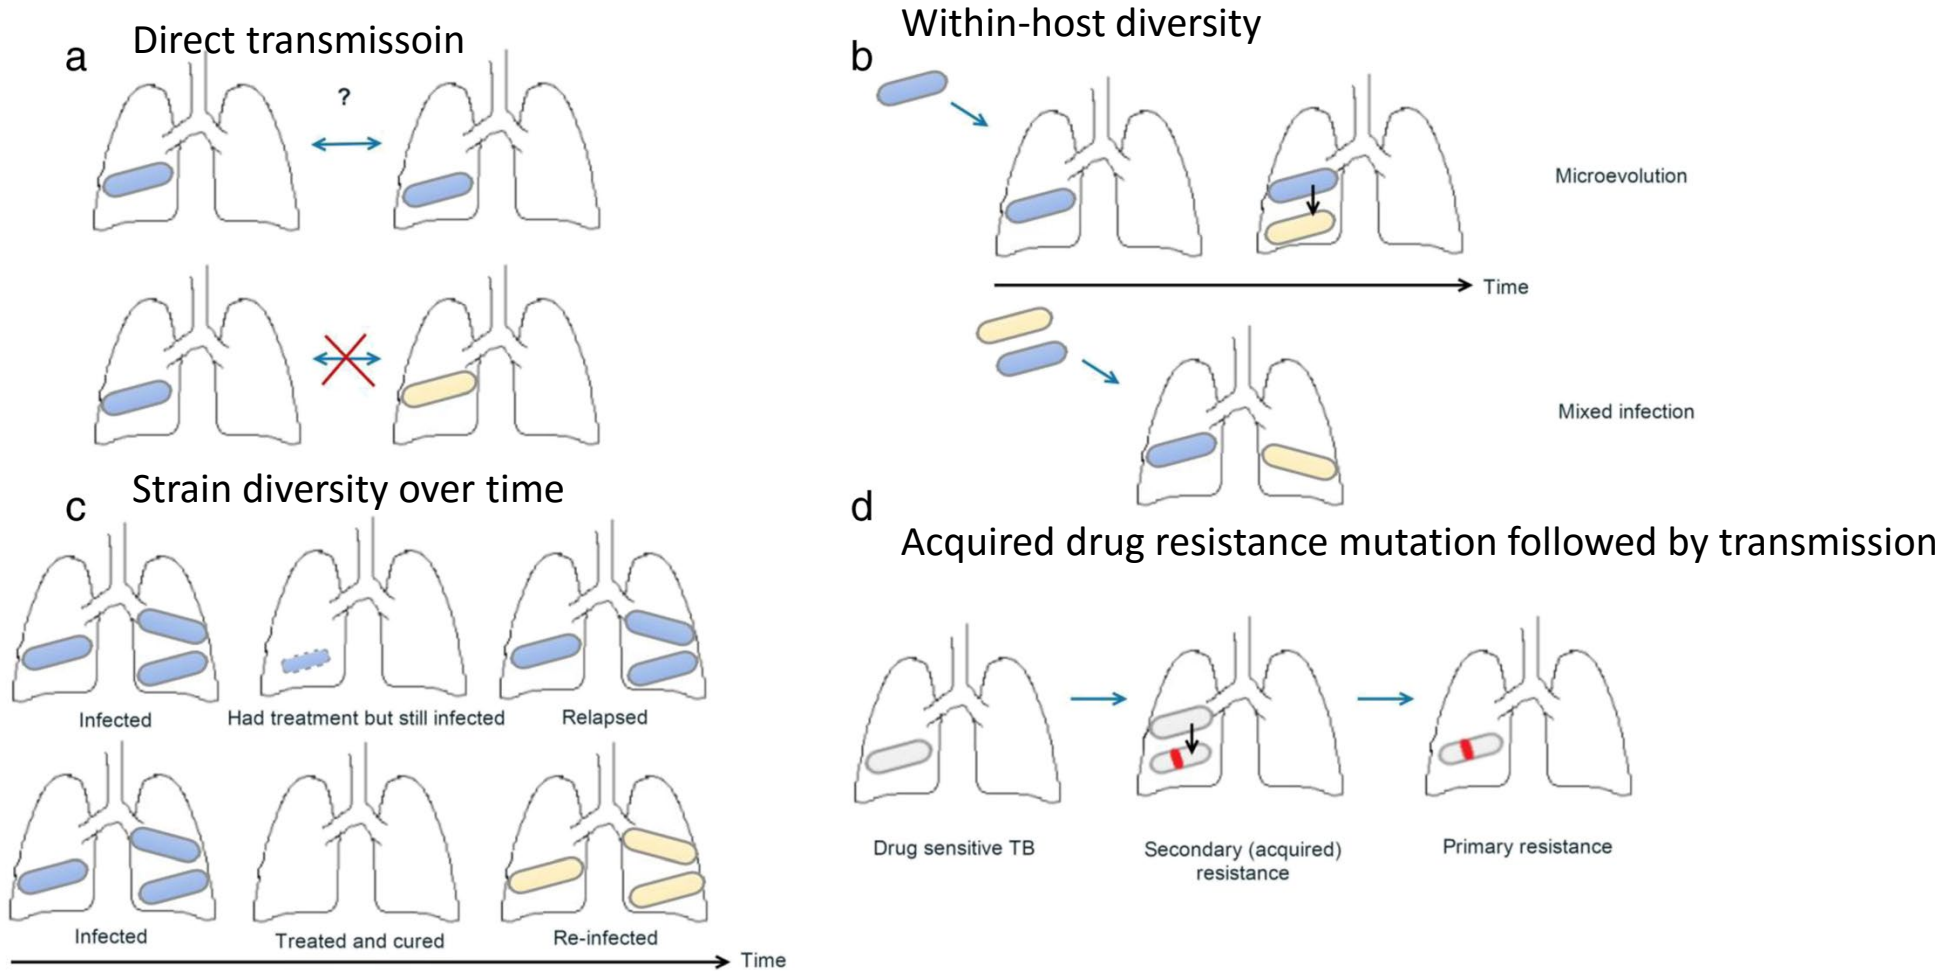 a
Direct transmissoin
?
b
Within-host diversity
Microevolution
Time
Mixed infection
c
Strain diversity over time
Infected
Had treatment but still infected
Relapsed
Infected
Treated and cured
Re-infected
Time
d
Acquired drug resistance mutation followed by transmission
Drug sensitive TB
Secondary (acquired)
resistance
Primary resistance